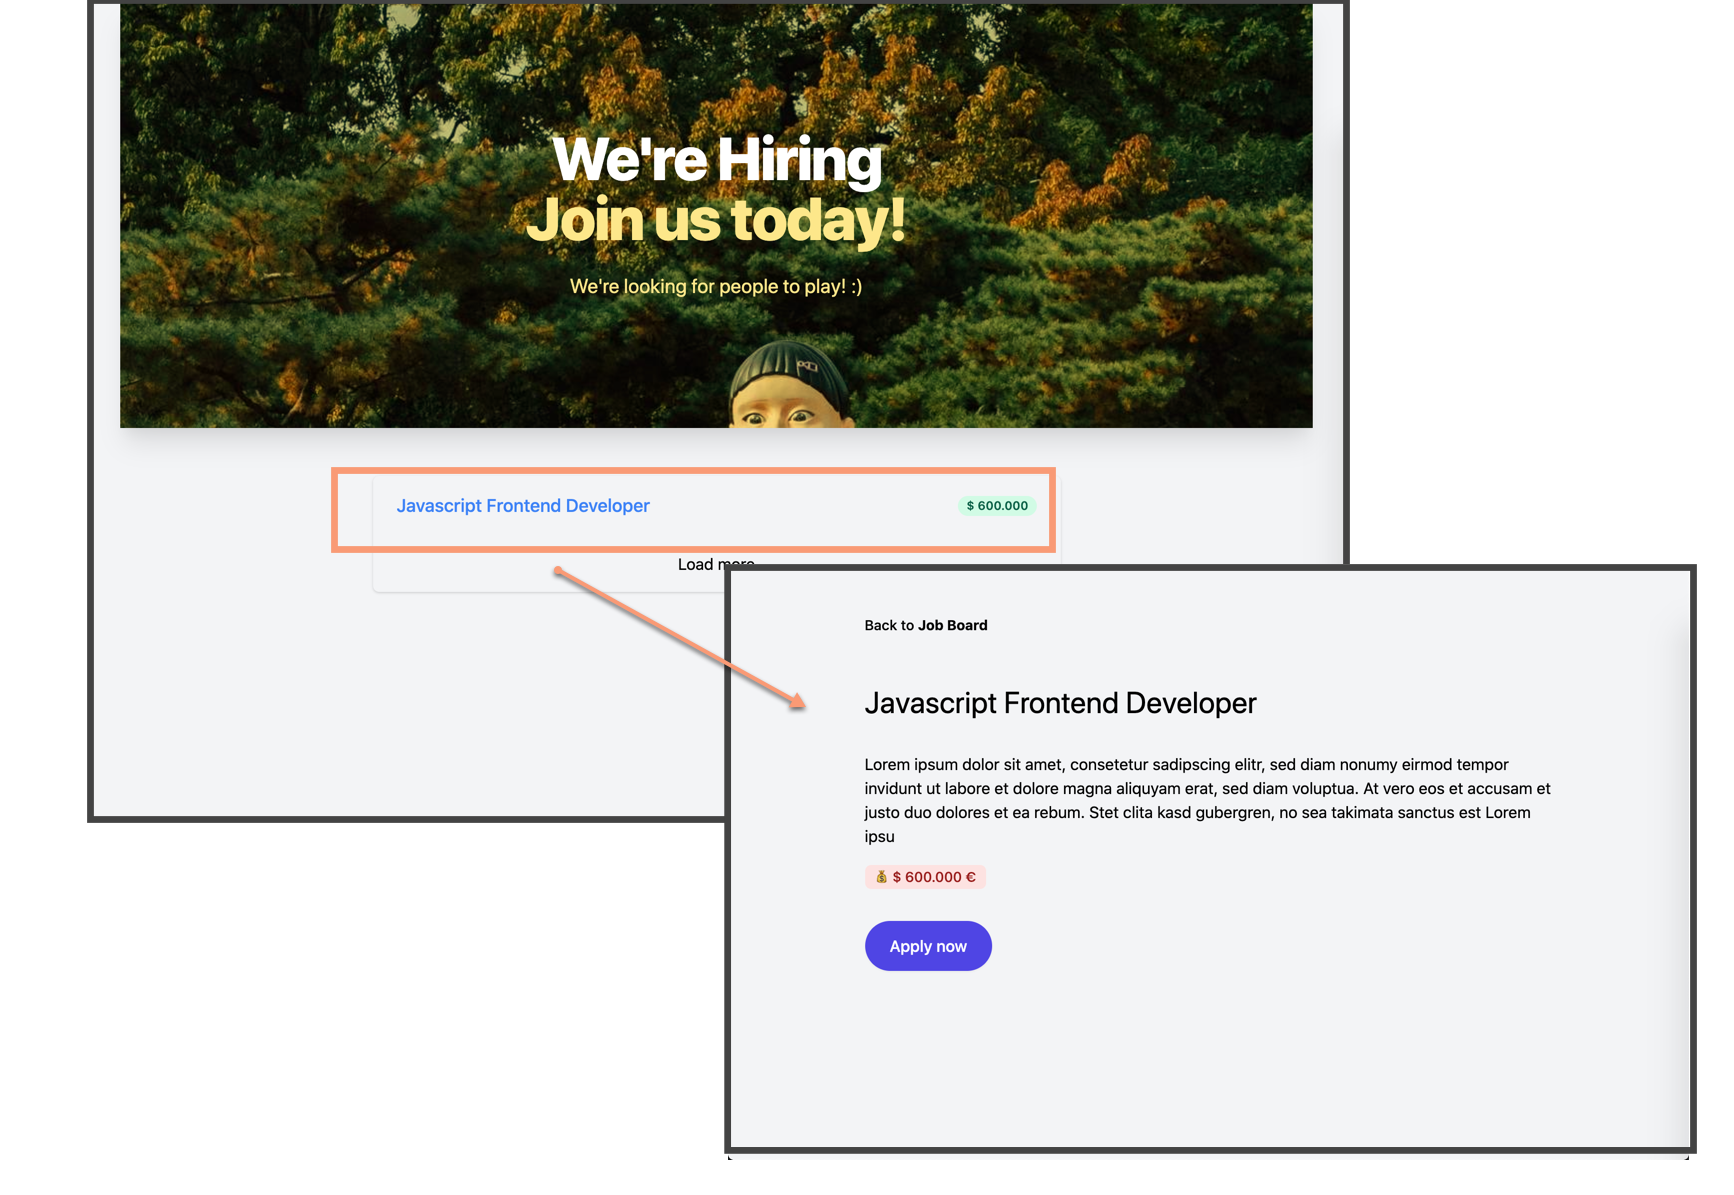 We're Hiring
Join us today!
We're looking for people to play! :)
Javascript Frontend Developer
$ 600.000
Load more
Back to Job Board
Javascript Frontend Developer
Lorem ipsum dolor sit amet, consetetur sadipscing elitr, sed diam nonumy eirmod tempor
invidunt ut labore et dolore magna aliquyam erat, sed diam voluptua. At vero eos et accusam et
justo duo dolores et ea rebum. Stet clita kasd gubergren, no sea takimata sanctus est Lorem
ipsu
💰 $ 600.000 €
Apply now